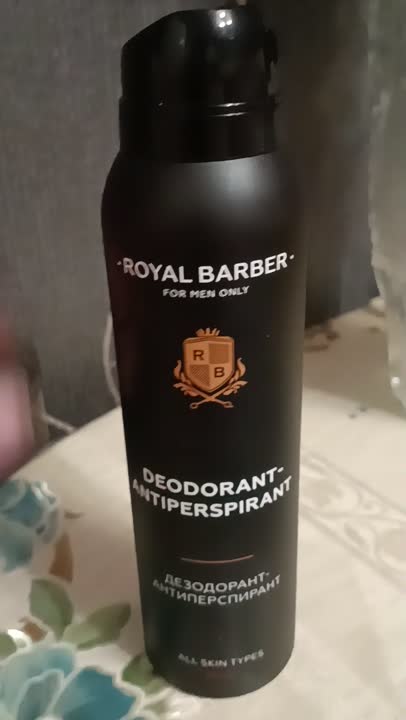 ·ROYAL BARBER·
FOR MEN ONLY
R
B
DEODORANT-
ANTIPERSPIRANT
ДЕЗОДОРАНТ-
АНТИПЕРСПИРАНТ
ALL SKIN TYPES